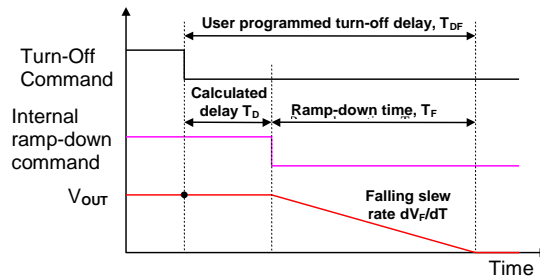 User programmed turn-off delay, TDF
Turn-Off
Command
Calculated
delay TD
Ramp-down time, TF
Internal
ramp-down
command
VOUT
Falling slew
rate dVF/dT
Time